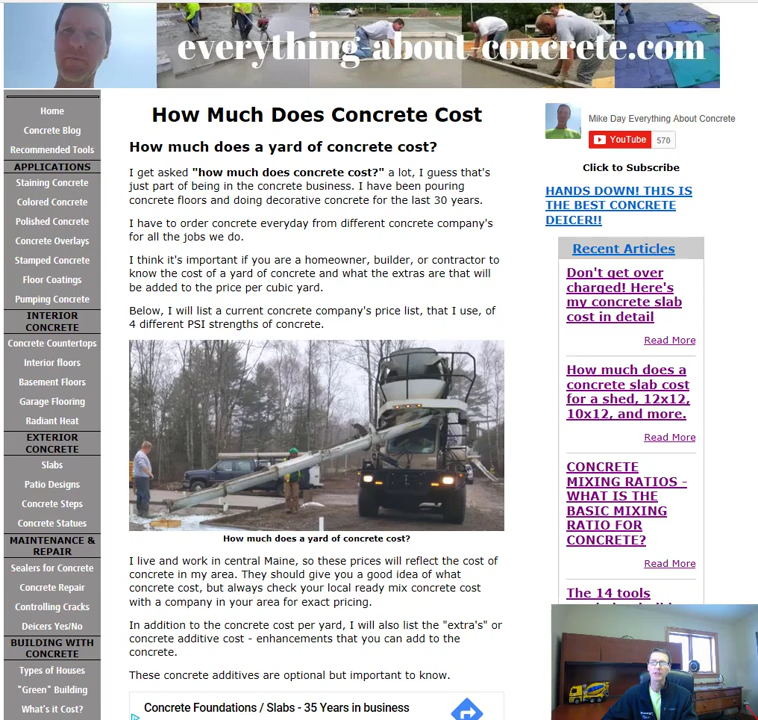 everything-about-concrete.com
Home
Concrete Blog
Recommended Tools
APPLICATIONS
Staining Concrete
Colored Concrete
Polished Concrete
Concrete Overlays
Stamped Concrete
Floor Coatings
Pumping Concrete
INTERIOR
CONCRETE
Concrete Countertops
Interior floors
Basement Floors
Garage Flooring
Radiant Heat
EXTERIOR
CONCRETE
Slabs
Patio Designs
Concrete Steps
Concrete Statues
MAINTENANCE &
REPAIR
Sealers for Concrete
Concrete Repair
Controlling Cracks
Deicers Yes/No
BUILDING WITH
CONCRETE
Types of Houses
"Green" Building
What's it Cost?
How Much Does Concrete Cost
How much does a yard of concrete cost?
I get asked "how much does concrete cost?" a lot, I guess that's
just part of being in the concrete business. I have been pouring
concrete floors and doing decorative concrete for the last 30 years.
I have to order concrete everyday from different concrete company's
for all the jobs we do.
I think it's important if you are a homeowner, builder, or contractor to
know the cost of a yard of concrete and what the extras are that will
be added to the price per cubic yard.
Below, I will list a current concrete company's price list, that I use, of
4 different PSI strengths of concrete.
How much does a yard of concrete cost?
I live and work in central Maine, so these prices will reflect the cost of
concrete in my area. They should give you a good idea of what
concrete cost, but always check your local ready mix concrete cost
with a company in your area for exact pricing.
In addition to the concrete cost per yard, I will also list the "extra's" or
concrete additive cost - enhancements that you can add to the
concrete.
These concrete additives are optional but important to know.
Concrete Foundations / Slabs - 35 Years in business
Mike Day Everything About Concrete
YouTube 570
Click to Subscribe
HANDS DOWN! THIS IS
THE BEST CONCRETE
DEICER!!
Recent Articles
Don't get over
charged! Here's
my concrete slab
cost in detail
Read More
How much does a
concrete slab cost
for a shed, 12x12,
10x12, and more.
Read More
CONCRETE
MIXING RATIOS -
WHAT IS THE
BASIC MIXING
RATIO FOR
CONCRETE?
Read More
The 14 tools